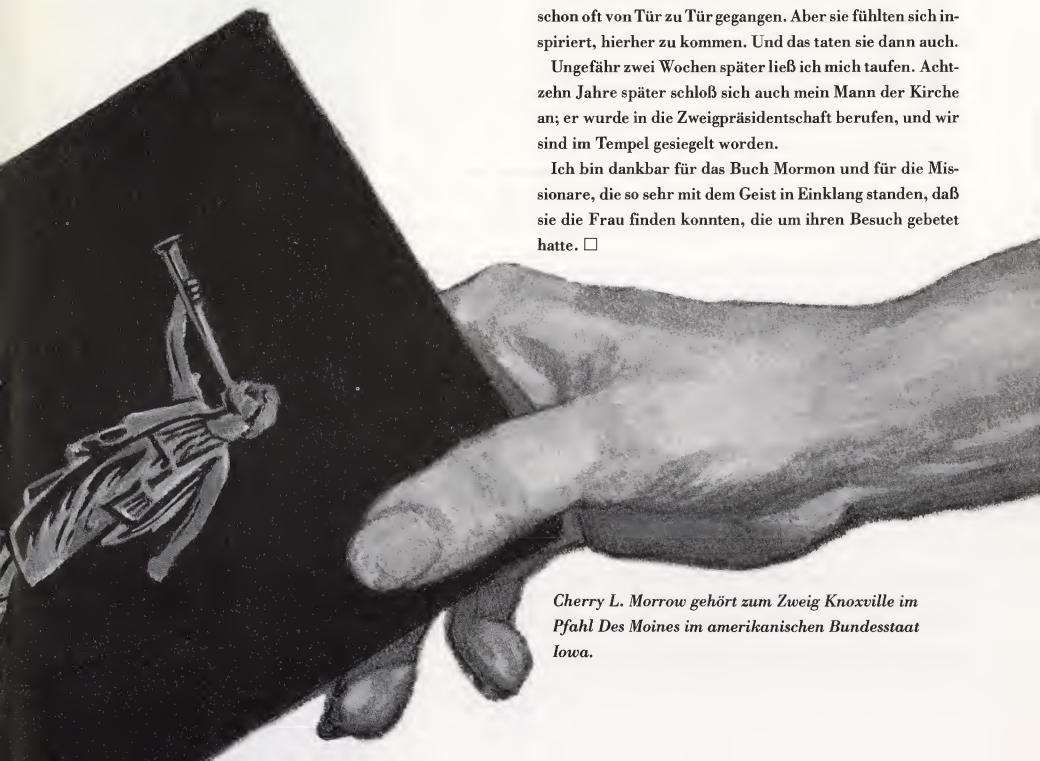 schon oft von Tür zu Tür gegangen. Aber sie fühlten sich in-
spiriert, hierher zu kommen. Und das taten sie dann auch.
Ungefähr zwei Wochen später ließ ich mich taufen. Acht-
zehn Jahre später schloß sich auch mein Mann der Kirche
an; er wurde in die Zweigpräsidentschaft berufen, und wir
sind im Tempel gesiegelt worden.
Ich bin dankbar für das Buch Mormon und für die Mis-
sionare, die so sehr mit dem Geist in Einklang standen, daß
sie die Frau finden konnten, die um ihren Besuch gebetet
hatte. □
Cherry L. Morrow gehört zum Zweig Knoxville im
Pfahl Des Moines im amerikanischen Bundesstaat
Iowa.